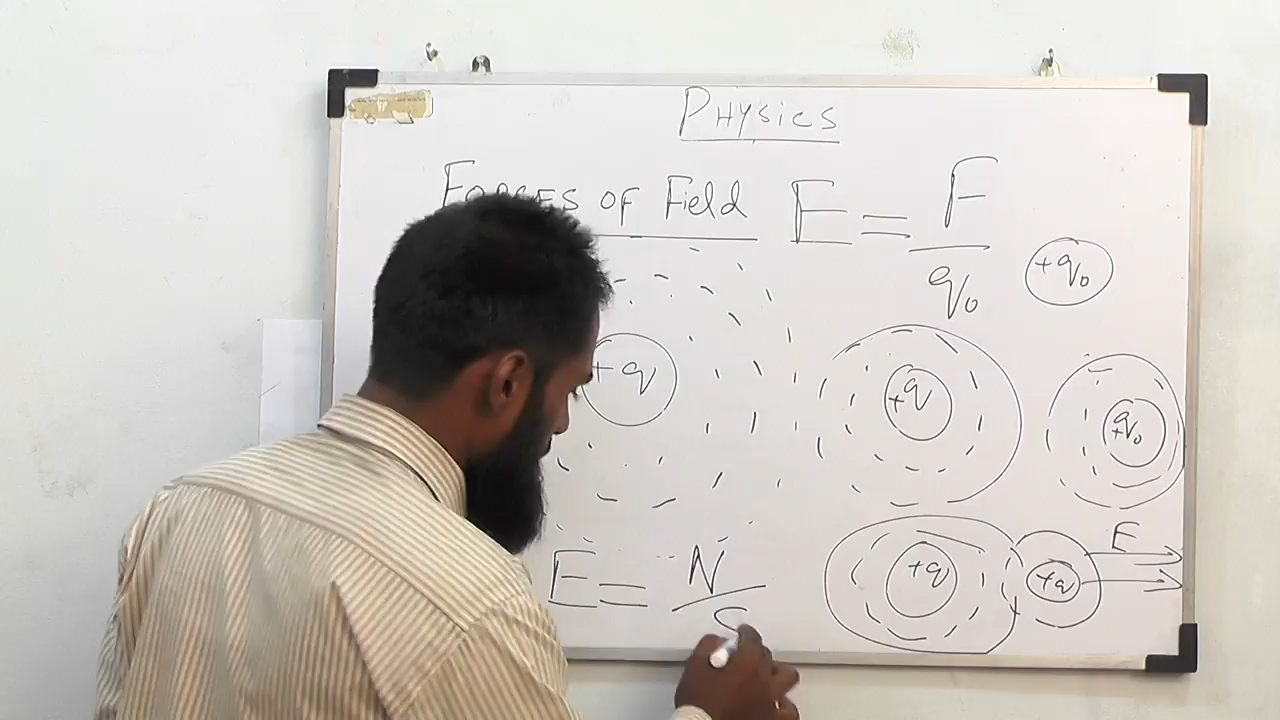 PHYSICS
FORCES OF Field
E = F / q₀
+q₀
+q
+q
+q₀
E = N /
+q
+q
E